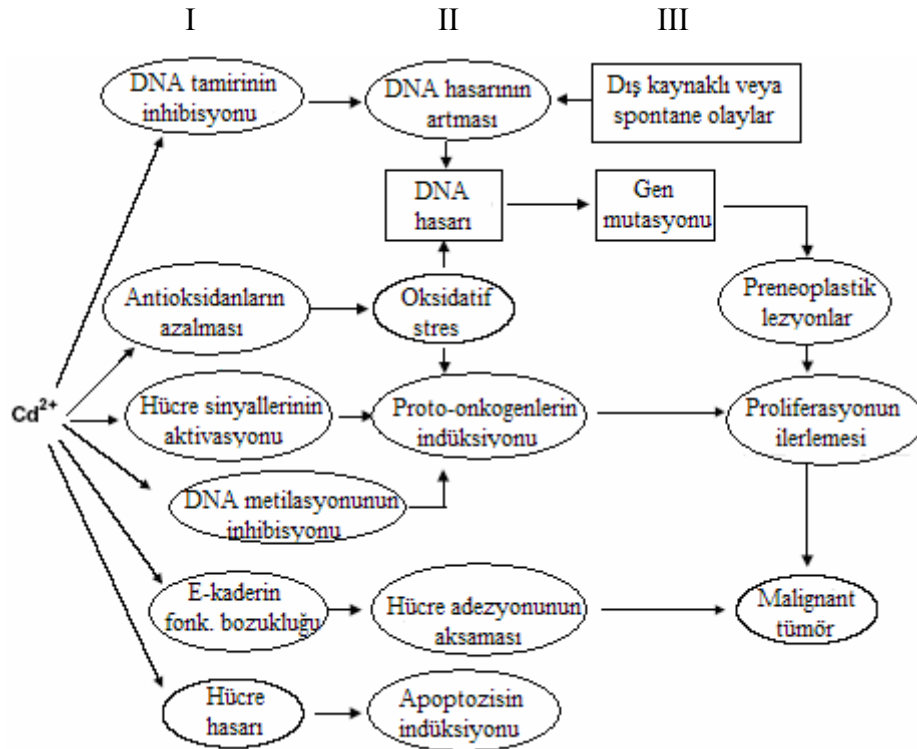 I II III
DNA tamirinin
inhibisyonu
DNA hasarının
artması
Dış kaynaklı veya
spontane olaylar
DNA
hasarı
Gen
mutasyonu
Antioksidanların
azalması
Oksidatif
stres
Preneoplastik
lezyonlar
Cd²⁺
Hücre sinyallerinin
aktivasyonu
Proto-onkogenlerin
indüksiyonu
Proliferasyonun
ilerlemesi
DNA metilasyonunun
inhibisyonu
E-kaderin
fonk. bozukluğu
Hücre adezyonunun
aksaması
Malignant
tümör
Hücre
hasarı
Apoptozisin
indüksiyonu